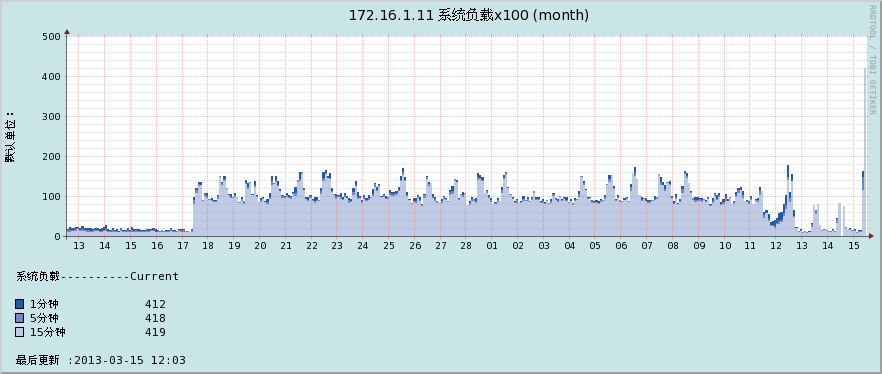 172.16.1.11 系统负载x100 (month)
RRDTOOL / TOBI OETIKER
默认单位:
500
400
300
200
100
0
13 14 15 16 17 18 19 20 21 22 23 24 25 26 27 28 01 02 03 04 05 06 07 08 09 10 11 12 13 14 15
系统负载----------Current
1分钟 412
5分钟 418
15分钟 419
最后更新 :2013-03-15 12:03